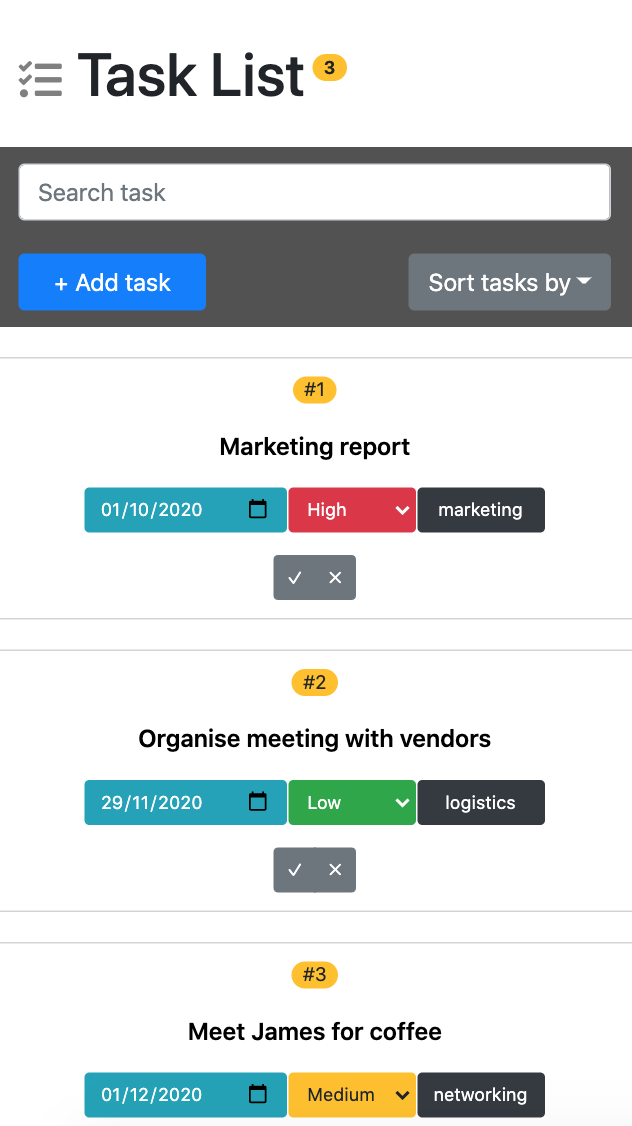 Task List 3
Search task
+ Add task Sort tasks by
#1
Marketing report
01/10/2020 High marketing
#2
Organise meeting with vendors
29/11/2020 Low logistics
#3
Meet James for coffee
01/12/2020 Medium networking